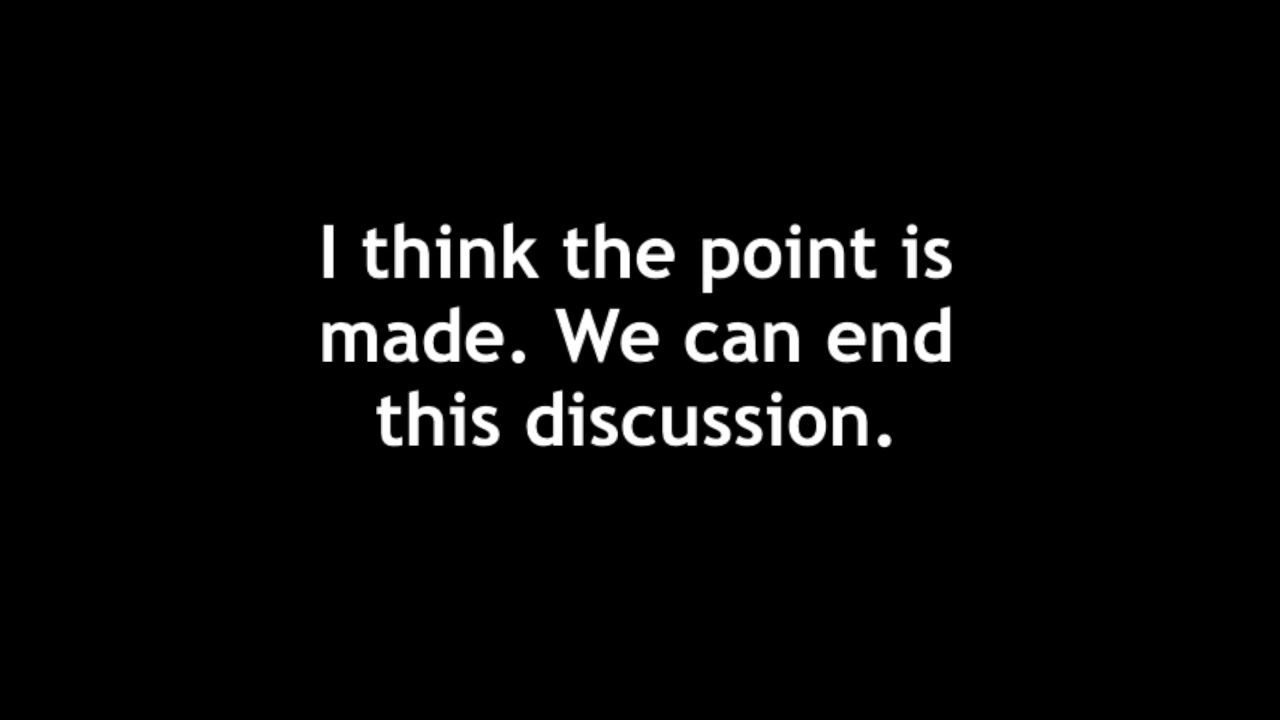 I think the point is
made. We can end
this discussion.